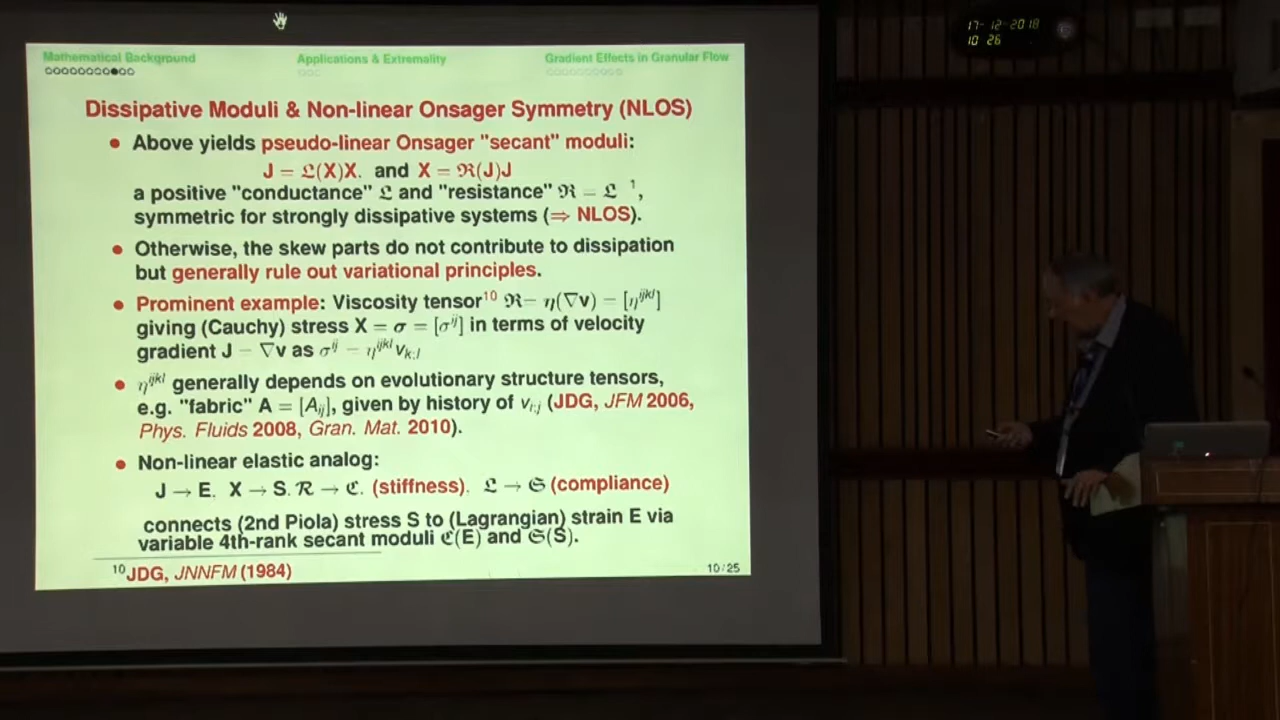 17-12-2018
10 26
Mathematical Background Applications & Extremality Gradient Effects in Granular Flow
Dissipative Moduli & Non-linear Onsager Symmetry (NLOS)
• Above yields pseudo-linear Onsager "secant" moduli:
J = 𝔏(X)X. and X = ℜ(J)J
a positive "conductance" 𝔏 and "resistance" ℜ = 𝔏 ¹,
symmetric for strongly dissipative systems (⇒ NLOS).
• Otherwise, the skew parts do not contribute to dissipation
but generally rule out variational principles.
• Prominent example: Viscosity tensor¹⁰ ℜ = η(∇v) = [η^{ijkl}]
giving (Cauchy) stress X = σ = [σ^{ij}] in terms of velocity
gradient J = ∇v as σ^{ij} = η^{ijkl} v_{k;l}
• η^{ijkl} generally depends on evolutionary structure tensors,
e.g. "fabric" A = [A_{ij}], given by history of v_{i;j} (JDG, JFM 2006,
Phys. Fluids 2008, Gran. Mat. 2010).
• Non-linear elastic analog:
J → E. X → S. ℛ → ℭ. (stiffness). 𝔏 → 𝔖 (compliance)
connects (2nd Piola) stress S to (Lagrangian) strain E via
variable 4th-rank secant moduli ℭ(E) and 𝔖(S).
¹⁰JDG, JNNFM (1984)
10/25